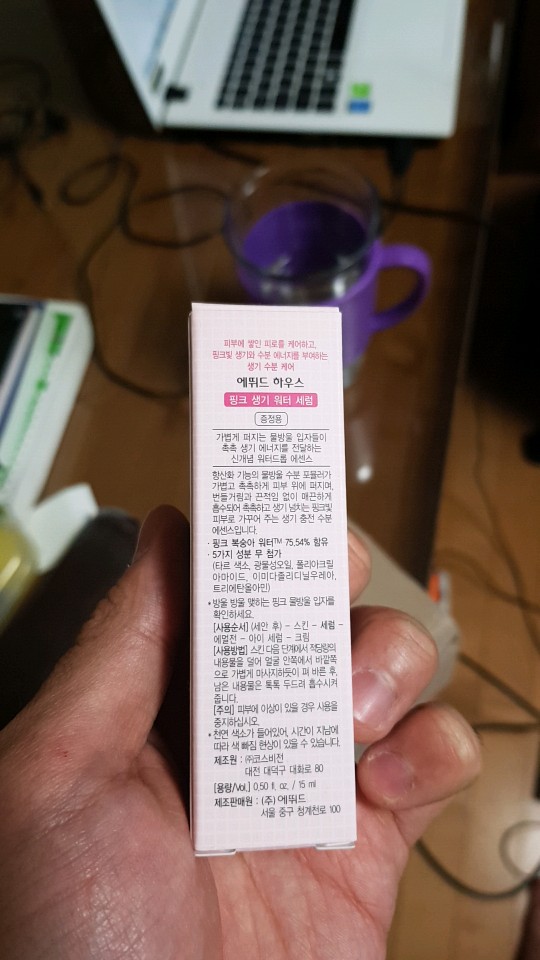 피부에 쌓인 피로를 케어하고,
핑크빛 생기와 수분 에너지를 부여하는
생기 수분 케어
에뛰드 하우스
핑크 생기 워터 세럼
증정용
가볍게 퍼지는 물방울 입자들이
촉촉 생기 에너지를 전달하는
신개념 워터드롭 에센스
항산화 기능의 물방울 수분 포뮬러가
가볍고 촉촉하게 피부 위에 퍼지며,
번들거림과 끈적임 없이 매끈하게
흡수되어 촉촉하고 생기 넘치는 핑크빛
피부로 가꾸어 주는 생기 충전 수분
에센스입니다.
· 핑크 복숭아 워터™ 75.54% 함유
· 5가지 성분 무 첨가
(타르 색소, 광물성오일, 폴리아크릴
아마이드, 이미다졸리디닐우레아,
트리에탄올아민)
* 방울 방울 맺히는 핑크 물방울 입자를
확인하세요.
[사용순서] (세안 후) - 스킨 - 세럼 -
에멀전 - 아이 세럼 - 크림
[사용방법] 스킨 다음 단계에서 적당량의
내용물을 덜어 얼굴 안쪽에서 바깥쪽
으로 가볍게 마사지하듯이 펴 바른 후,
남은 내용물은 톡톡 두드려 흡수시켜
줍니다.
[주의] 피부에 이상이 있을 경우 사용을
중지하십시오.
* 천연 색소가 들어있어, 시간이 지남에
따라 색 빠짐 현상이 있을 수 있습니다.
제조원 : ㈜코스비전
대전 대덕구 대화로 80
[용량/Vol.] 0.50 fl. oz. / 15 ml
제조판매원 : (주) 에뛰드
서울 중구 청계천로 100